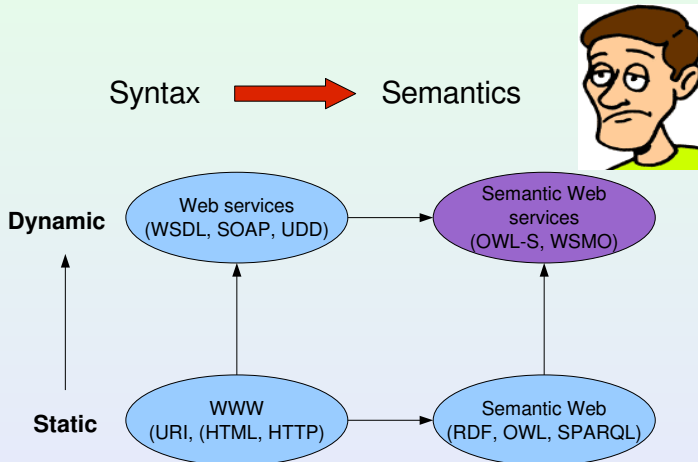 Syntax Semantics
Dynamic
Web services
(WSDL, SOAP, UDD)
Semantic Web
services
(OWL-S, WSMO)
Static
WWW
(URI, (HTML, HTTP)
Semantic Web
(RDF, OWL, SPARQL)